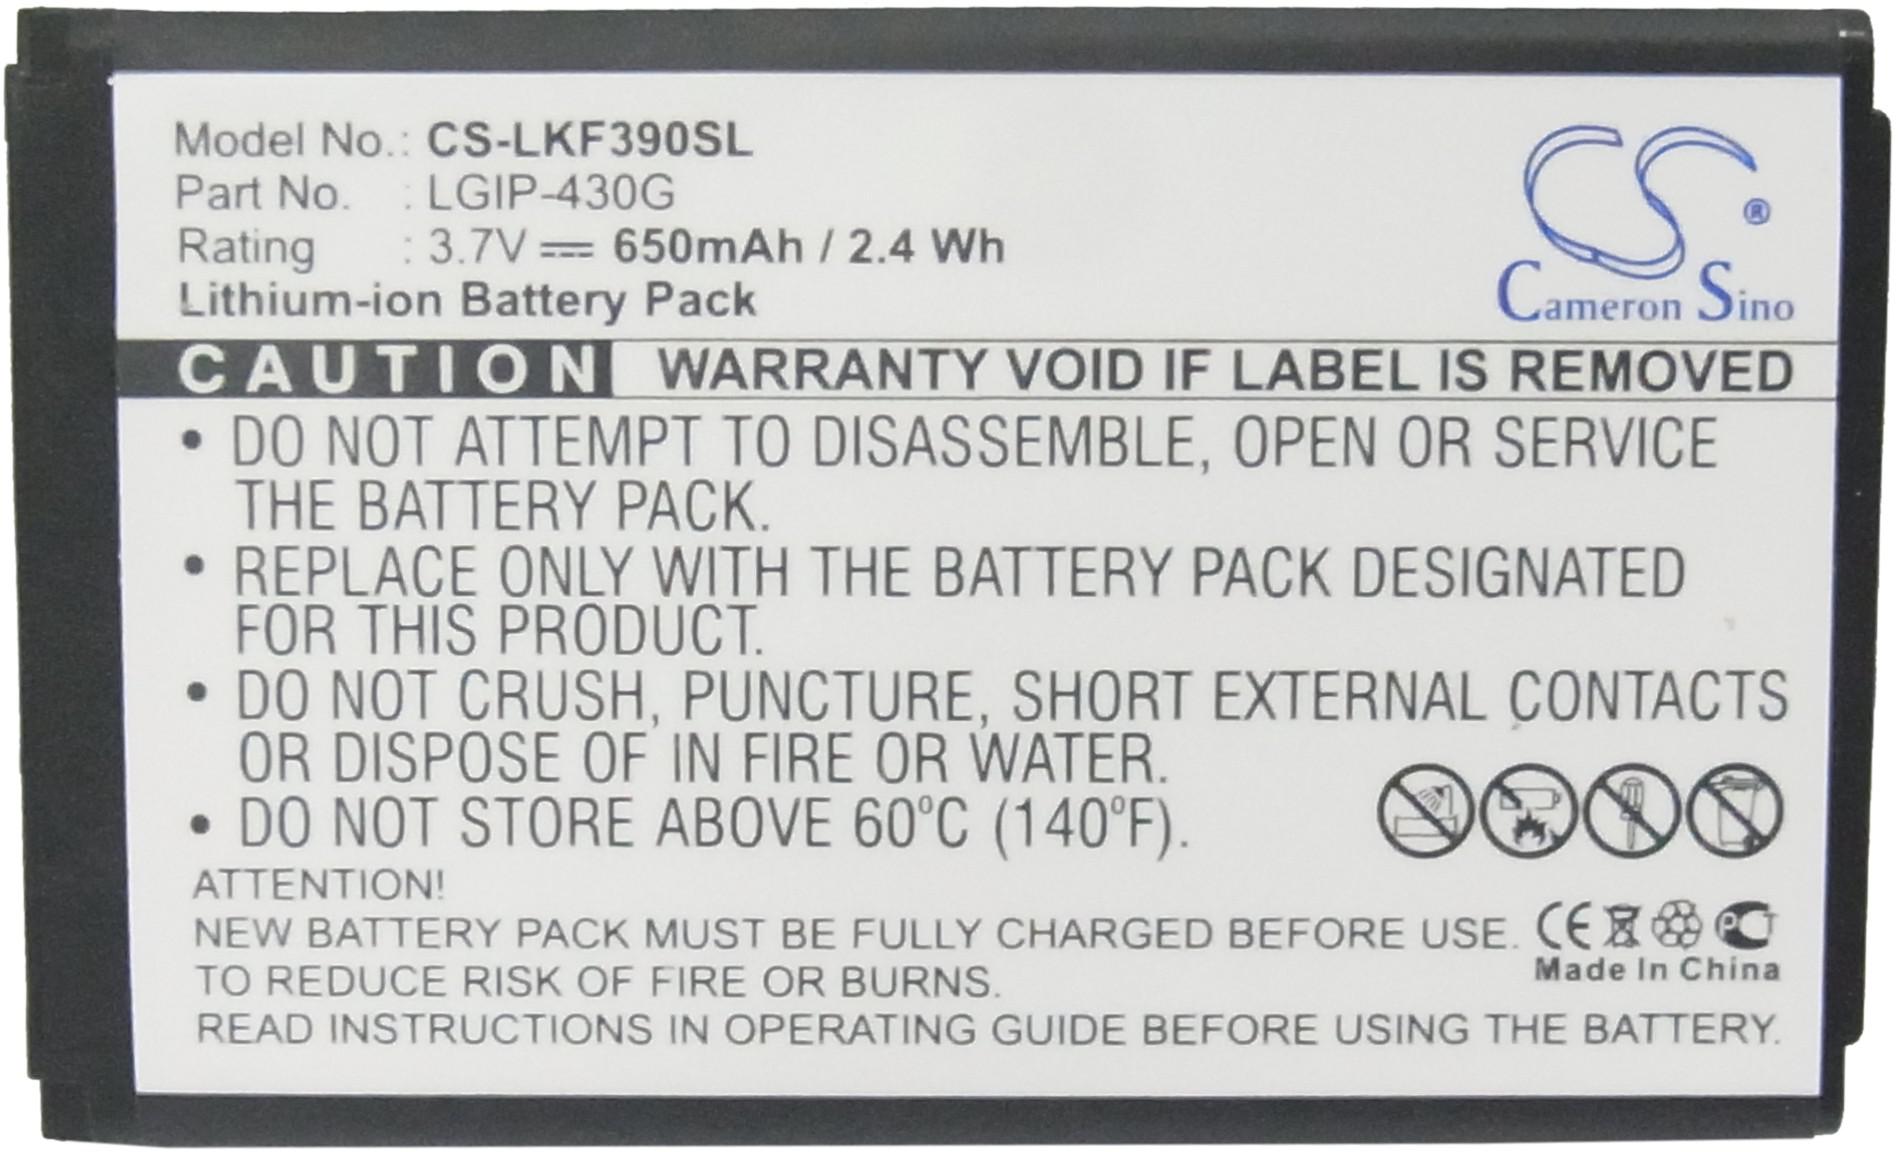 Model No.: CS-LKF390SL
Part No. : LGIP-430G
Rating : 3.7V 650mAh / 2.4 Wh
Lithium-ion Battery Pack
CS ®
Cameron Sino
CAUTION WARRANTY VOID IF LABEL IS REMOVED
• DO NOT ATTEMPT TO DISASSEMBLE, OPEN OR SERVICE
THE BATTERY PACK.
• REPLACE ONLY WITH THE BATTERY PACK DESIGNATED
FOR THIS PRODUCT.
• DO NOT CRUSH, PUNCTURE, SHORT EXTERNAL CONTACTS
OR DISPOSE OF IN FIRE OR WATER.
• DO NOT STORE ABOVE 60°C (140°F).
ATTENTION!
NEW BATTERY PACK MUST BE FULLY CHARGED BEFORE USE.
TO REDUCE RISK OF FIRE OR BURNS.
READ INSTRUCTIONS IN OPERATING GUIDE BEFORE USING THE BATTERY.
CE PCT
Made In China